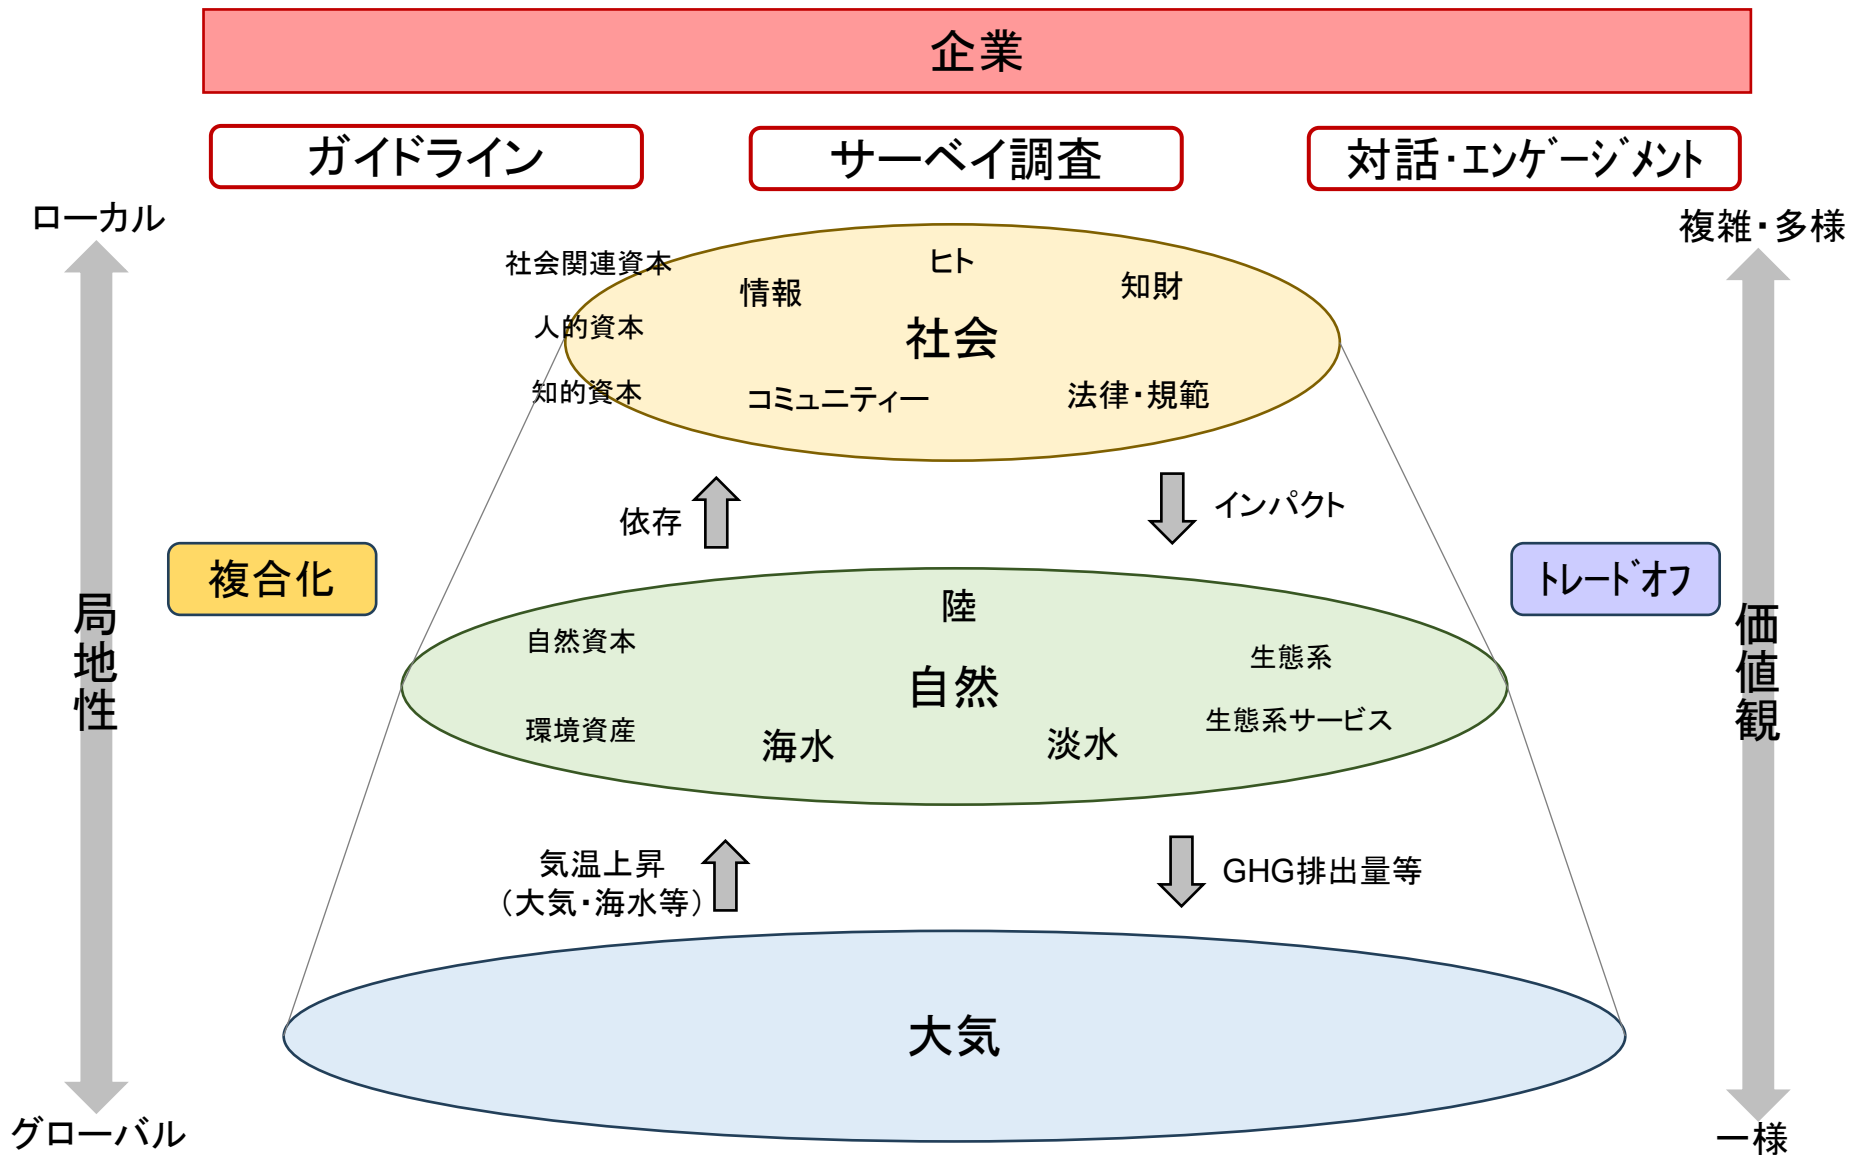 企業
ガイドライン
サーベイ調査
対話・エンゲージメント
ローカル
複雑・多様
社会関連資本
ヒト
情報
知財
人的資本
社会
知的資本
コミュニティー
法律・規範
依存
インパクト
複合化
トレードオフ
局地性
価値観
陸
自然資本
生態系
自然
環境資産
生態系サービス
海水
淡水
気温上昇
（大気・海水等）
GHG排出量等
大気
グローバル
一様